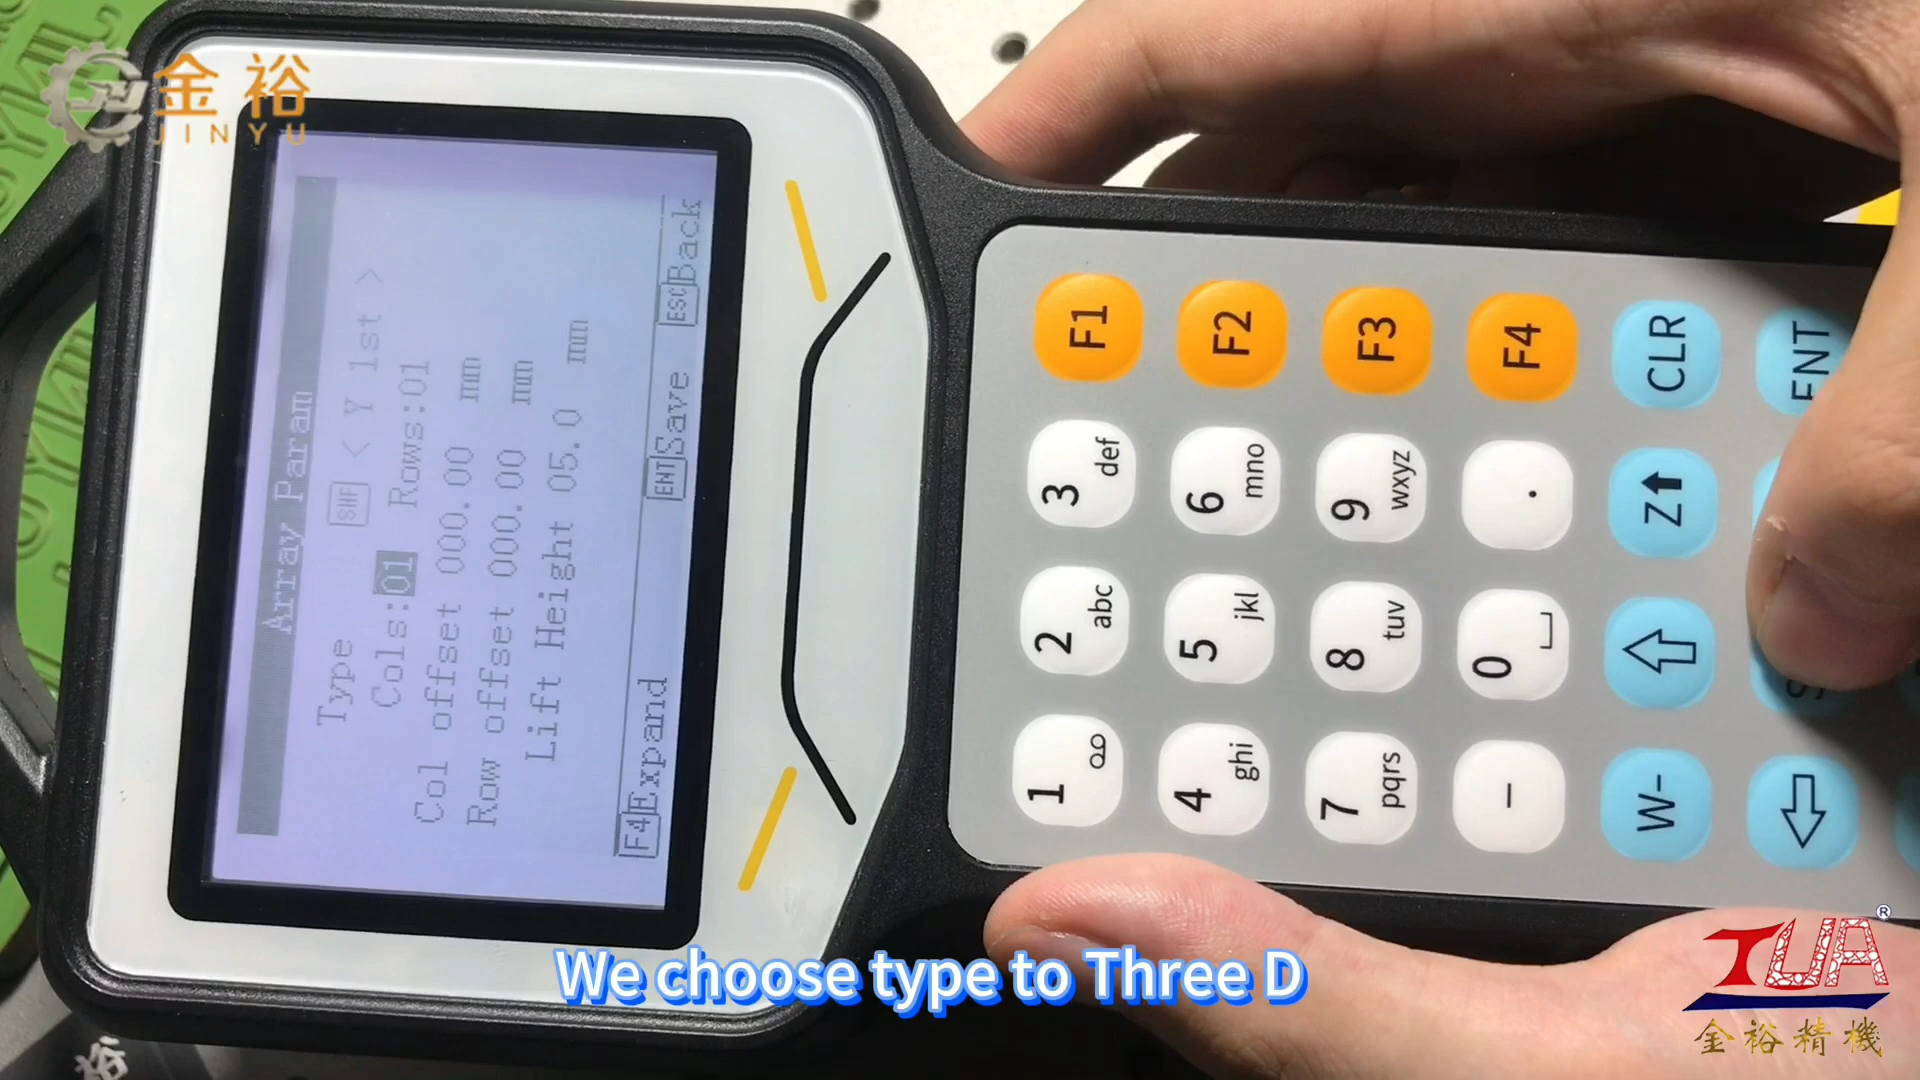 金裕
JINYU
Array Param
Type SHF < Y 1st >
Cols:01 Rows:01
Col offset 000.00 mm
Row offset 000.00 mm
Lift Height 05.0 mm
F4 Expand ENT Save ESC Back
F1
F2
F3
F4
CLR
ENT
3 def
6 mno
9 wxyz
.
Z
2 abc
5 jkl
8 tuv
0
1
4 ghi
7 pqrs
-
W-
We choose type to Three D
TUA®
金裕精機
裕